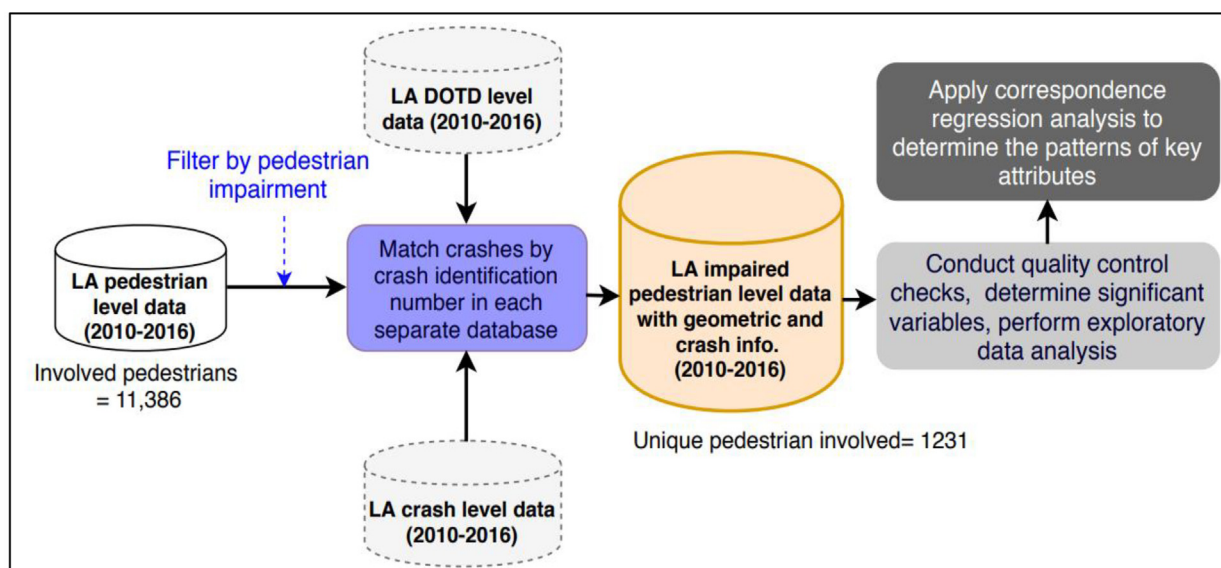 LA DOTD level
data (2010-2016)
Filter by pedestrian
impairment
LA pedestrian
level data
(2010-2016)
Involved pedestrians
= 11,386
Match crashes by
crash identification
number in each
separate database
LA crash level data
(2010-2016)
LA impaired
pedestrian level data
with geometric and
crash info.
(2010-2016)
Unique pedestrian involved= 1231
Apply correspondence
regression analysis to
determine the patterns of key
attributes
Conduct quality control
checks, determine significant
variables, perform exploratory
data analysis